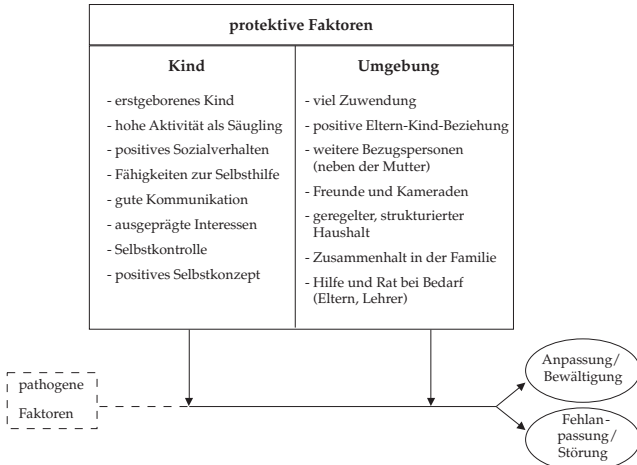 protektive Faktoren
Kind
- erstgeborenes Kind
- hohe Aktivität als Säugling
- positives Sozialverhalten
- Fähigkeiten zur Selbsthilfe
- gute Kommunikation
- ausgeprägte Interessen
- Selbstkontrolle
- positives Selbstkonzept
Umgebung
- viel Zuwendung
- positive Eltern-Kind-Beziehung
- weitere Bezugspersonen
(neben der Mutter)
- Freunde und Kameraden
- geregelter, strukturierter
Haushalt
- Zusammenhalt in der Familie
- Hilfe und Rat bei Bedarf
(Eltern, Lehrer)
pathogene
Faktoren
Anpassung/
Bewältigung
Fehlan-
passung/
Störung